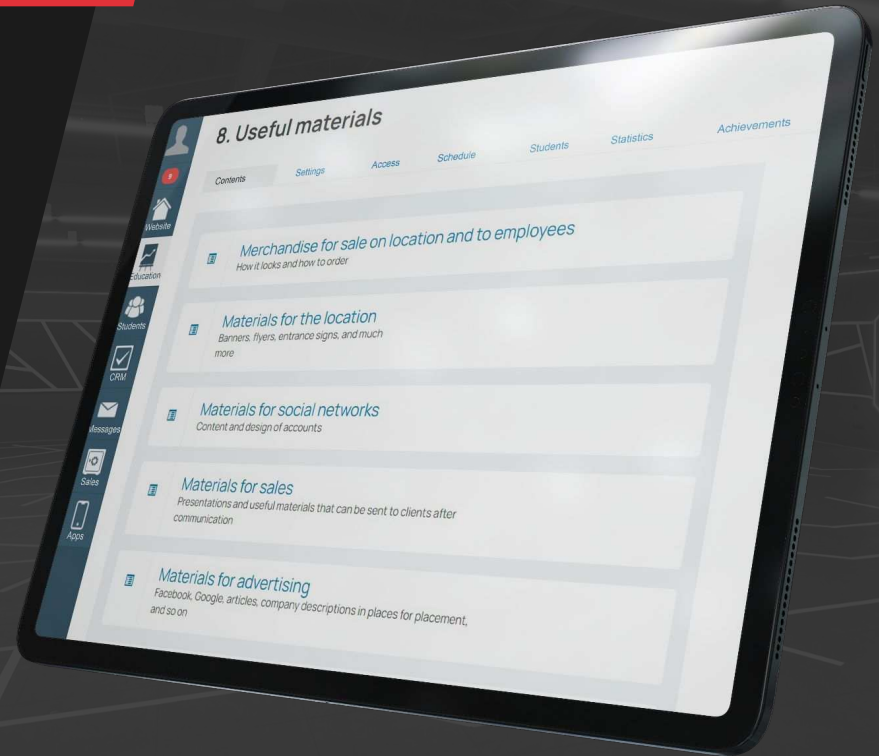 8. Useful materials
Contents
Settings
Access
Schedule
Students
Statistics
Achievements
9
Website
Education
Students
CRM
Messages
Sales
Apps
Merchandise for sale on location and to employees
How it looks and how to order
Materials for the location
Banners, flyers, entrance signs, and much
more
Materials for social networks
Content and design of accounts
Materials for sales
Presentations and useful materials that can be sent to clients after
communication
Materials for advertising
Facebook, Google, articles, company descriptions in places for placement,
and so on